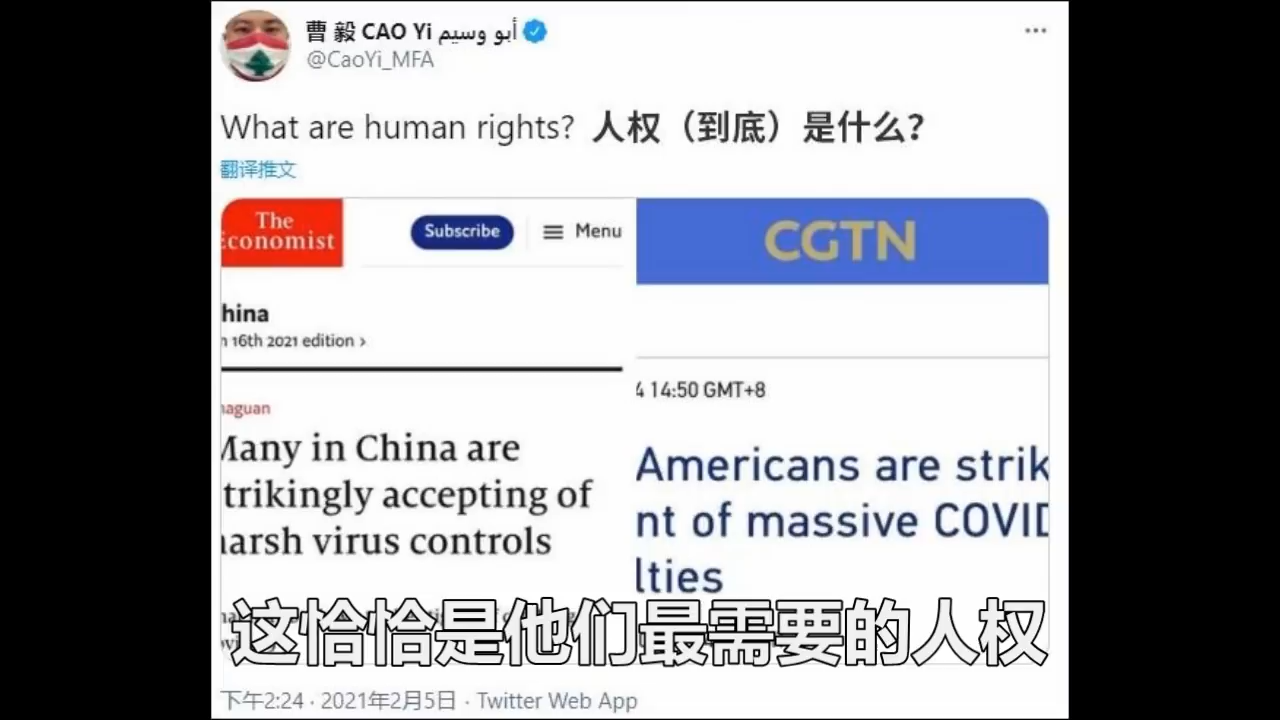 曹 毅 CAO Yi أبو وسيم
@CaoYi_MFA
What are human rights? 人权（到底）是什么？
翻译推文
The
Economist
Subscribe
Menu
hina
16th 2021 edition ›
aguan
Many in China are
trikingly accepting of
harsh virus controls
CGTN
4 14:50 GMT+8
Americans are strik
nt of massive COVID
lties
这恰恰是他们最需要的人权
下午2:24 · 2021年2月5日 · Twitter Web App